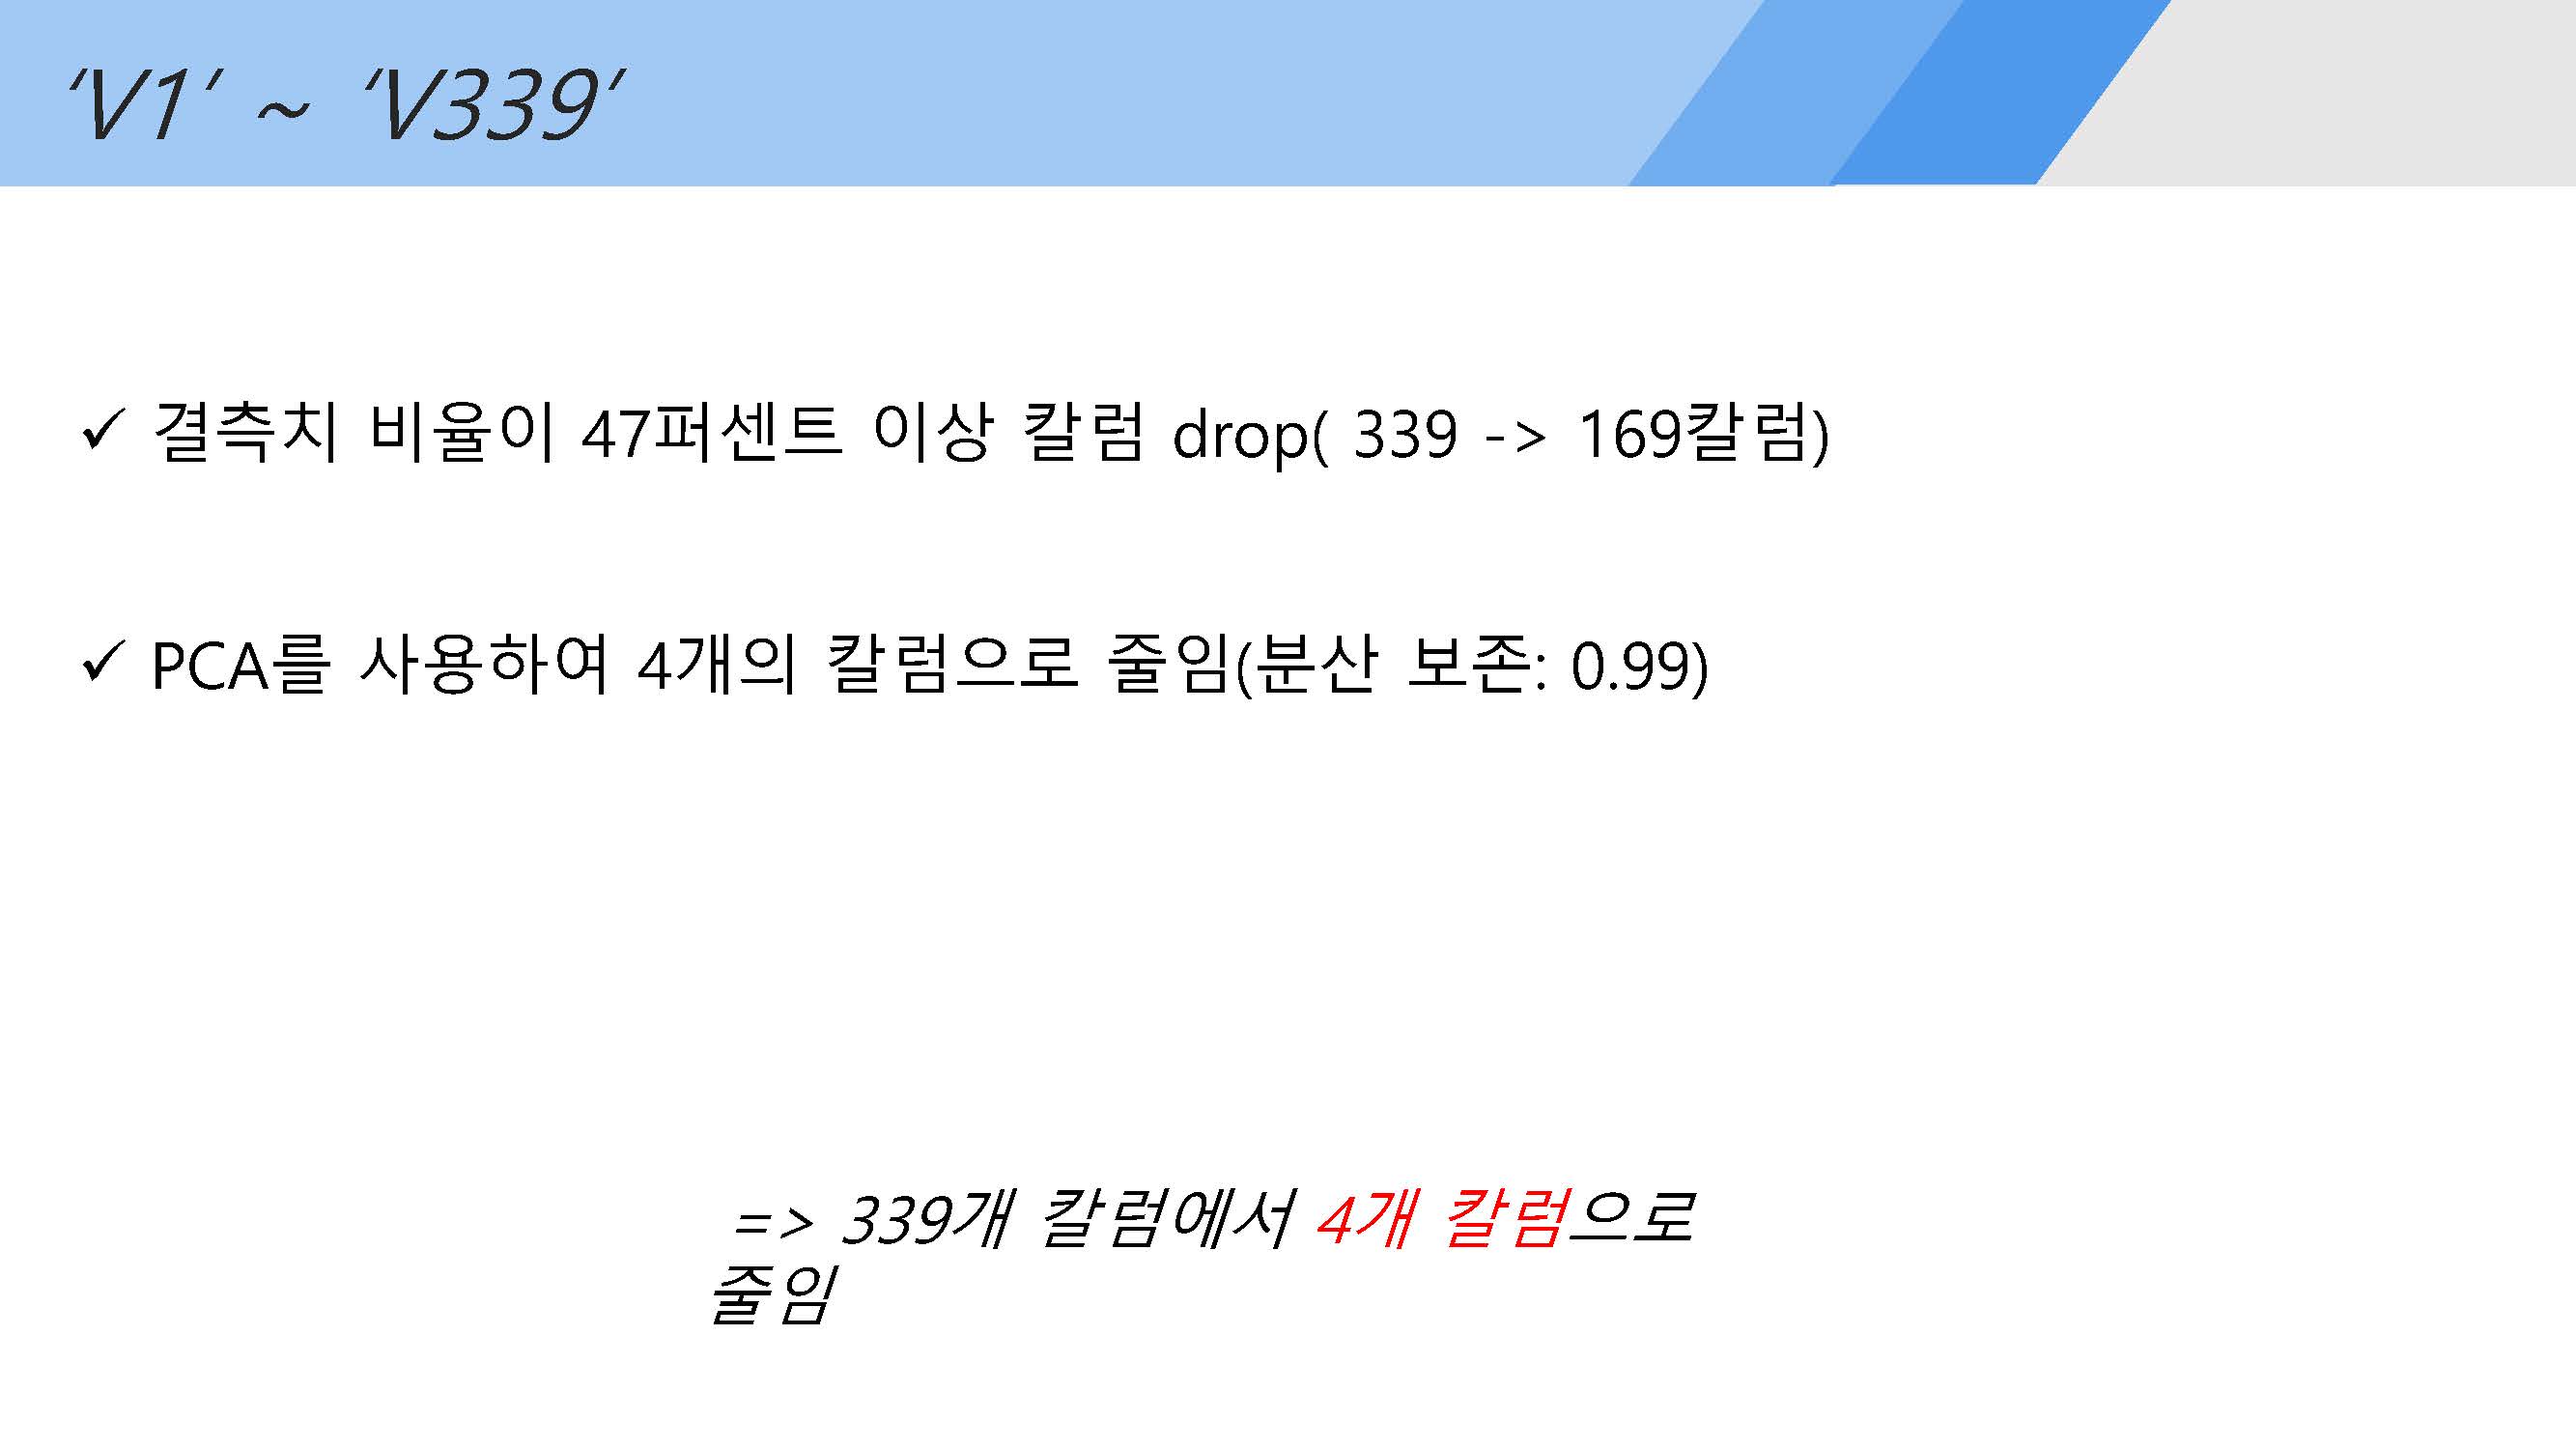 ‘V1’ ~ ‘V339’
✓ 결측치 비율이 47퍼센트 이상 칼럼 drop( 339 -> 169칼럼)
✓ PCA를 사용하여 4개의 칼럼으로 줄임(분산 보존: 0.99)
=> 339개 칼럼에서 4개 칼럼으로
줄임